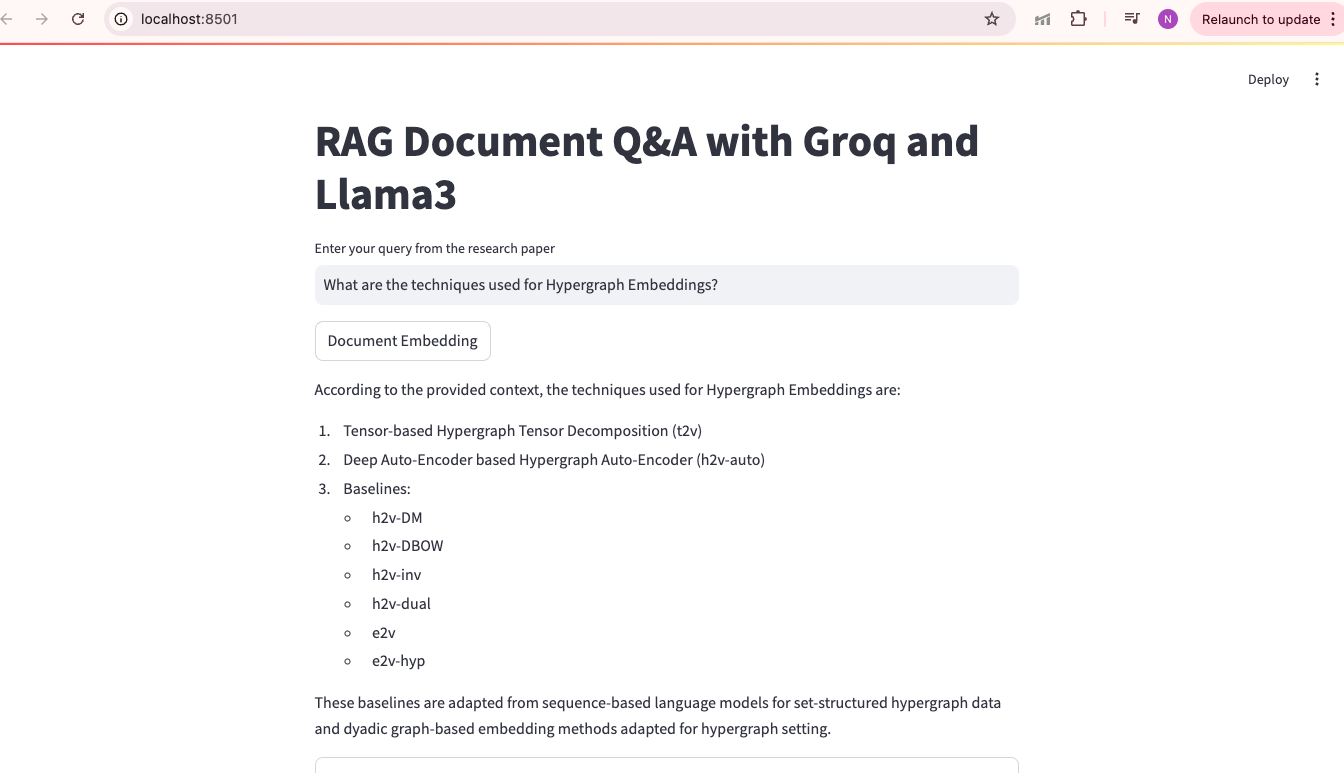 localhost:8501
N
Relaunch to update
Deploy
RAG Document Q&A with Groq and
Llama3
Enter your query from the research paper
What are the techniques used for Hypergraph Embeddings?
Document Embedding
According to the provided context, the techniques used for Hypergraph Embeddings are:
1. Tensor-based Hypergraph Tensor Decomposition (t2v)
2. Deep Auto-Encoder based Hypergraph Auto-Encoder (h2v-auto)
3. Baselines:
h2v-DM
h2v-DBOW
h2v-inv
h2v-dual
e2v
e2v-hyp
These baselines are adapted from sequence-based language models for set-structured hypergraph data
and dyadic graph-based embedding methods adapted for hypergraph setting.